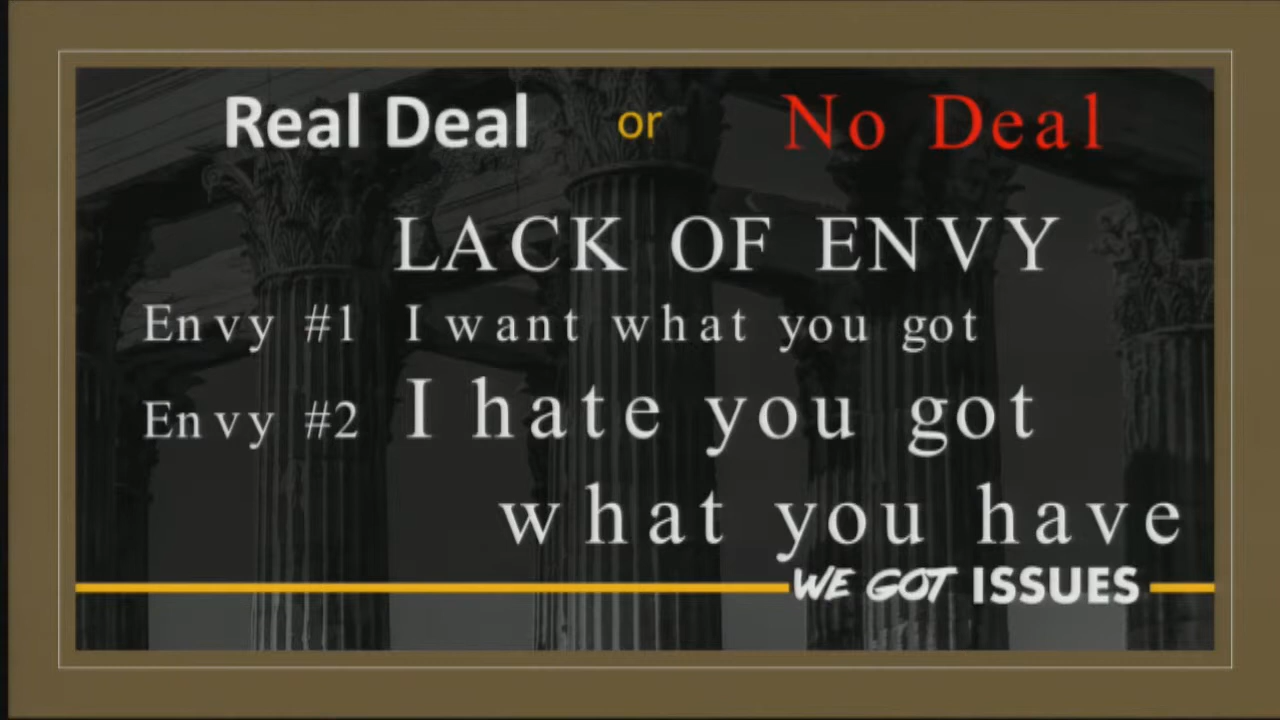 Real Deal or No Deal
LACK OF ENVY
Envy #1 I want what you got
Envy #2 I hate you got
what you have
WE GOT ISSUES